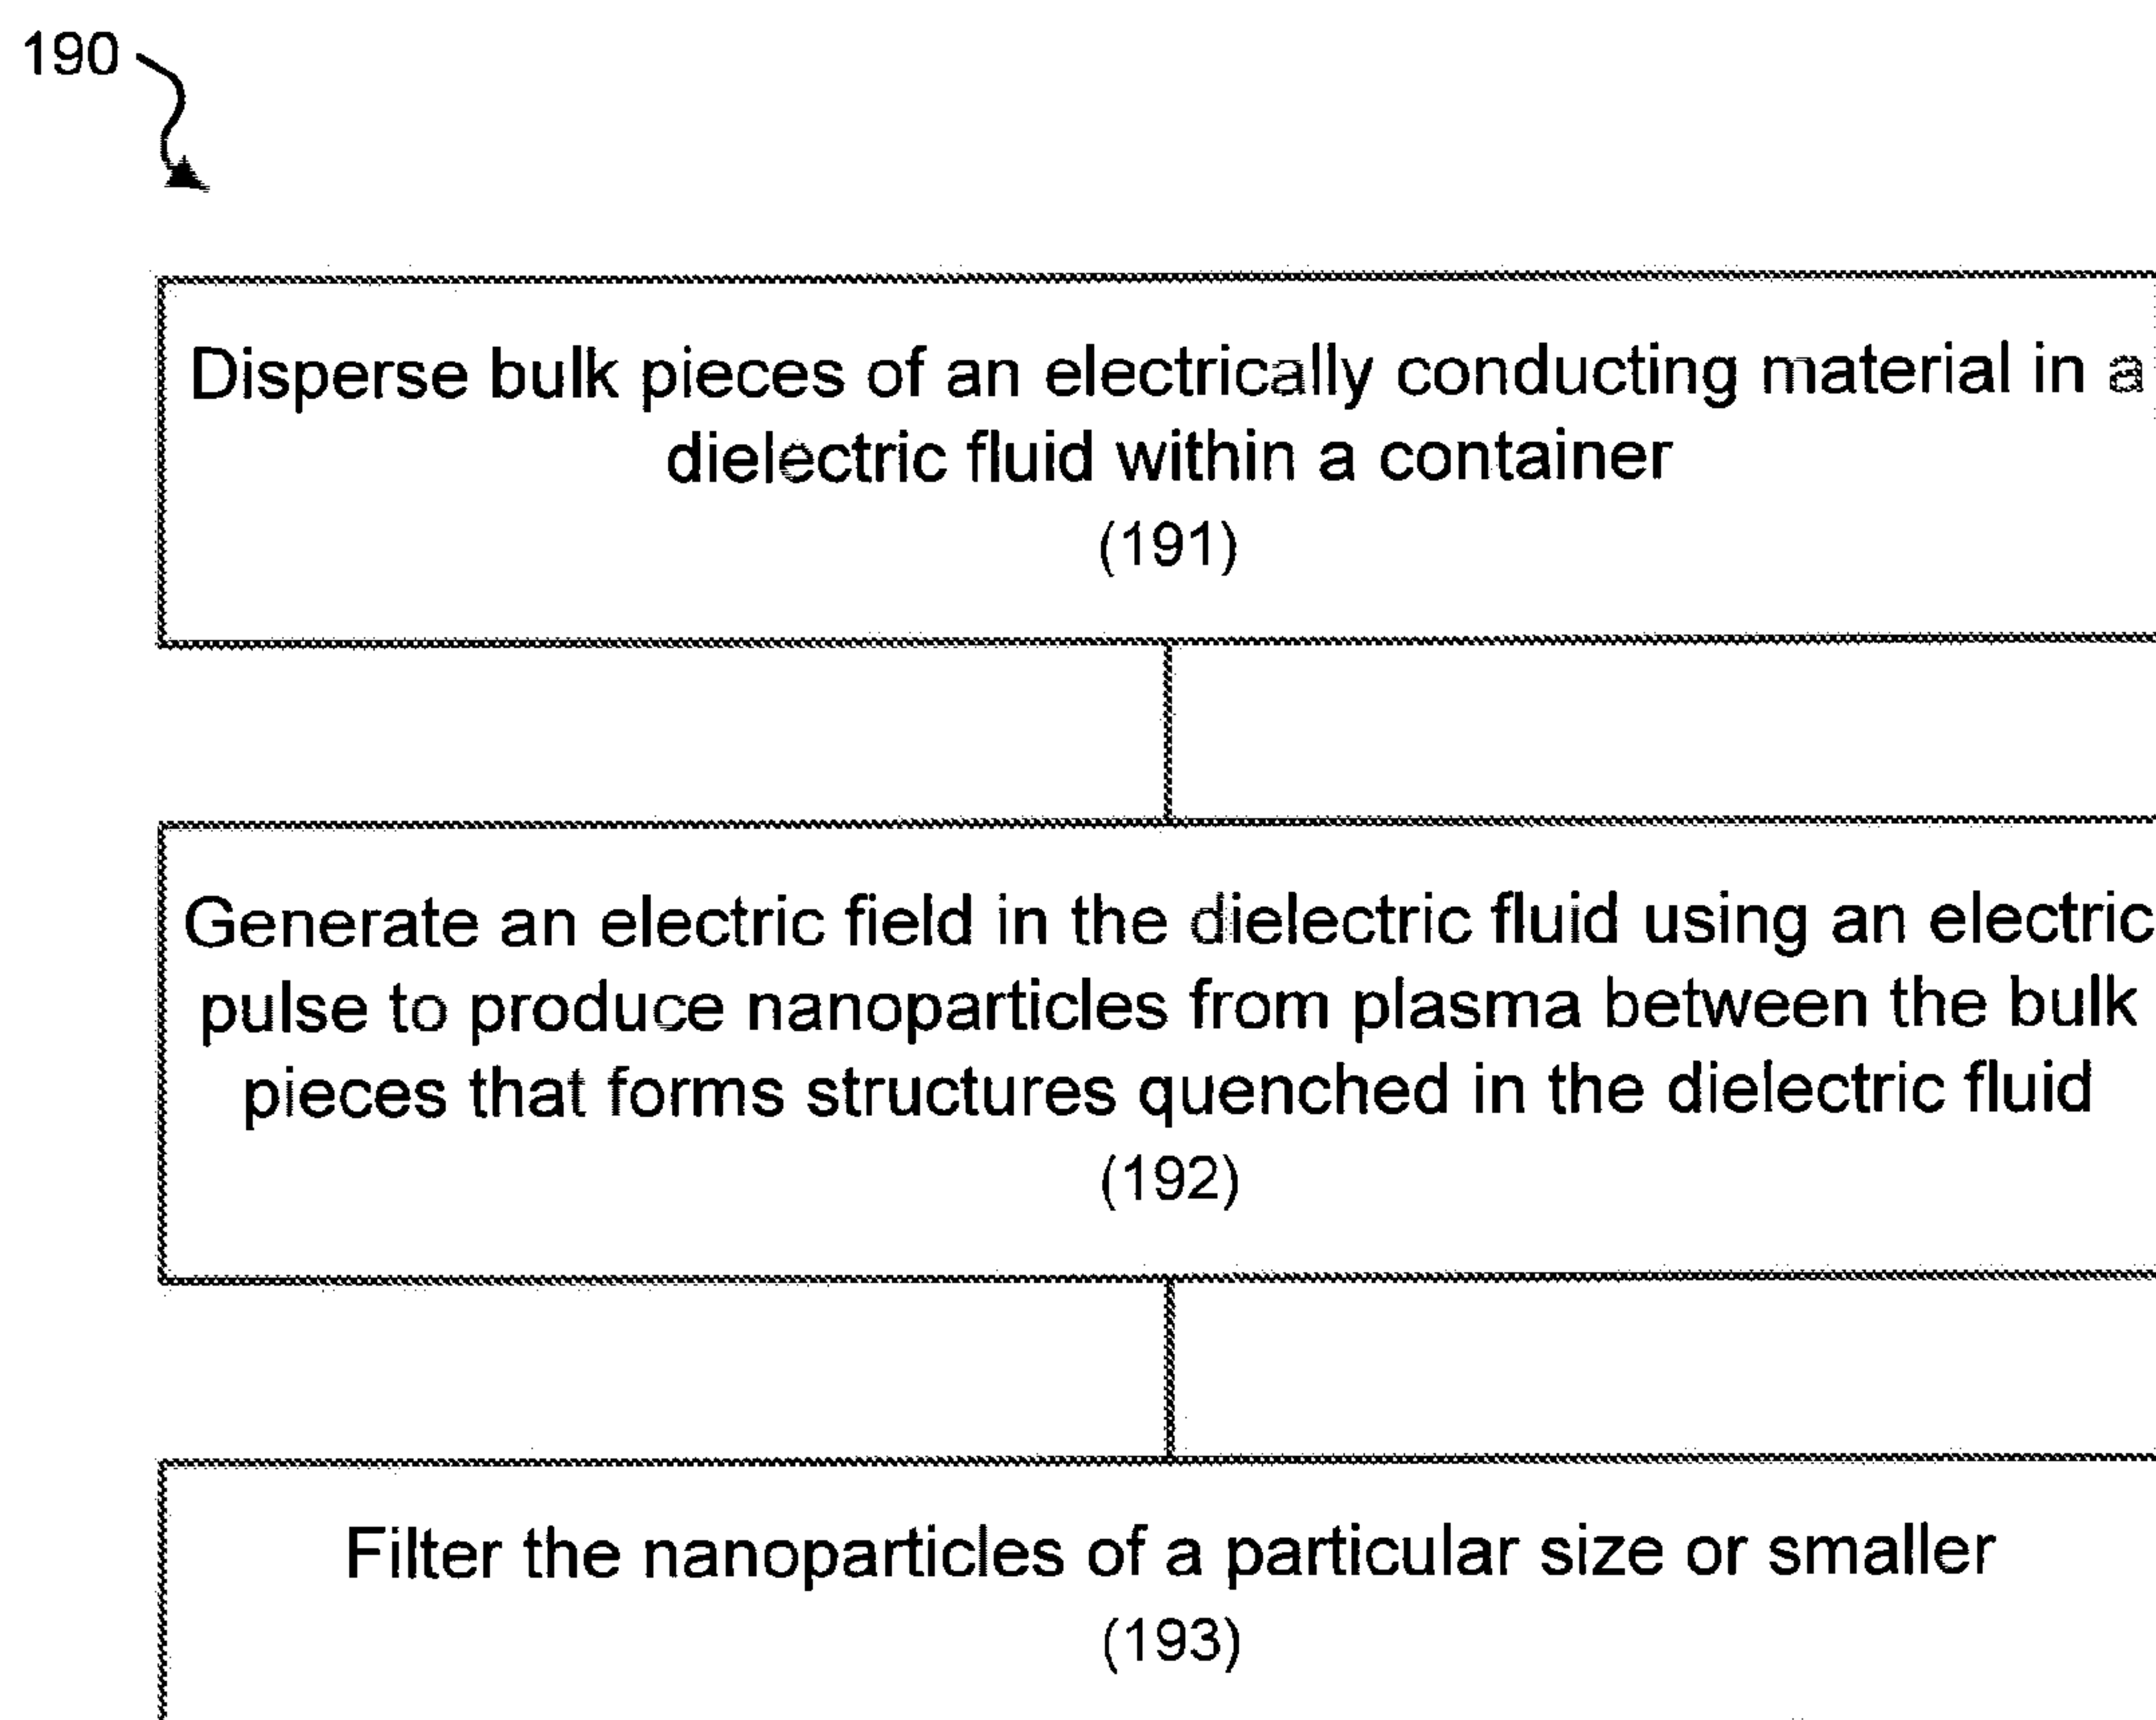 190
Disperse bulk pieces of an electrically conducting material in a
dielectric fluid within a container
(191)
Generate an electric field in the dielectric fluid using an electric
pulse to produce nanoparticles from plasma between the bulk
pieces that forms structures quenched in the dielectric fluid
(192)
Filter the nanoparticles of a particular size or smaller
(193)